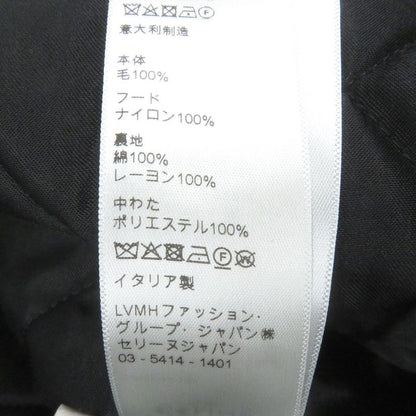 意大利制造
本体
毛100%
フード
ナイロン100%
裏地
綿100%
レーヨン100%
中わた
ポリエステル100%
イタリア製
LVMHファッション・
グループ・ジャパン㈱
セリーヌジャパン
03 - 5414 - 1401